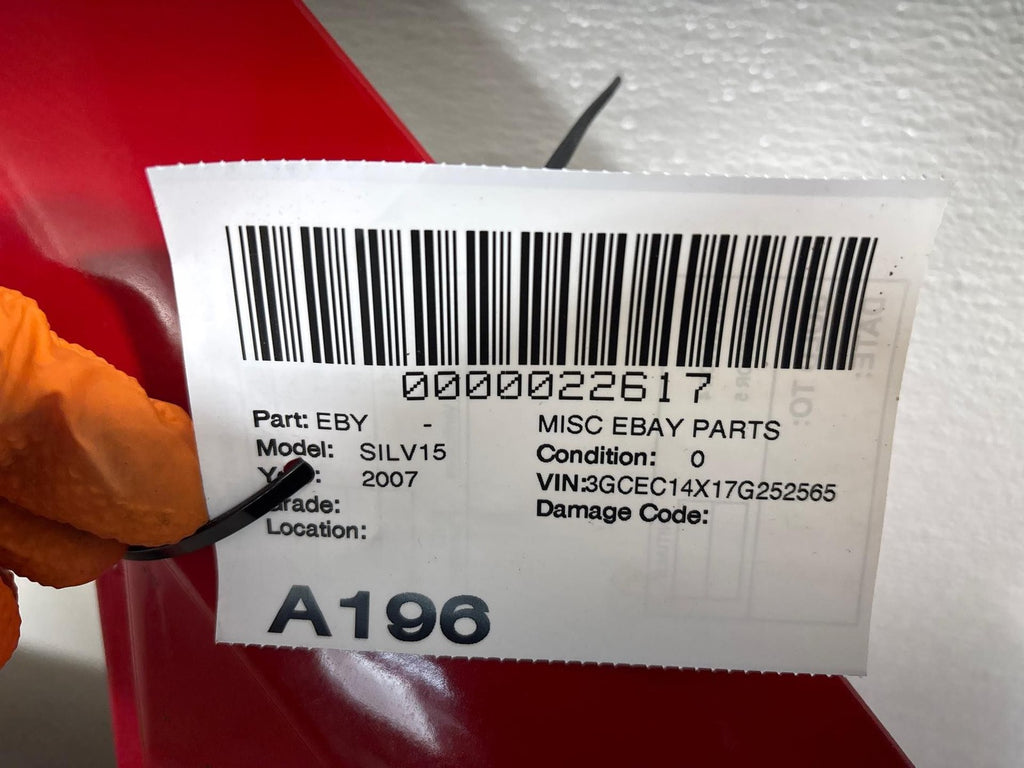 0000022617
Part: EBY - MISC EBAY PARTS
Model: SILV15 Condition: 0
2007 VIN:3GCEC14X17G252565
Damage Code:
Location:
A196